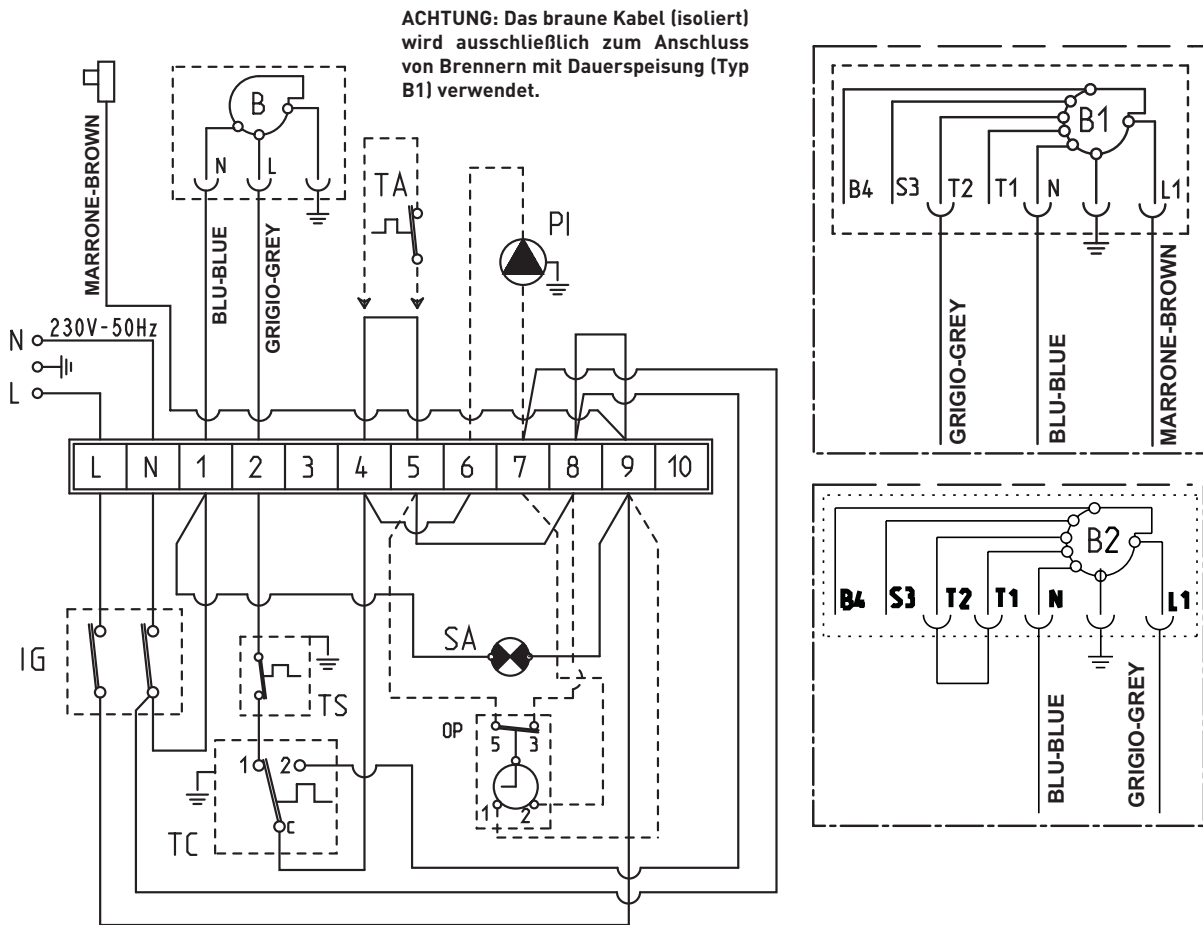 ACHTUNG: Das braune Kabel (isoliert)
wird ausschließlich zum Anschluss
von Brennern mit Dauerspeisung (Typ
B1) verwendet.
MARRONE-BROWN
B
N L
BLU-BLUE
GRIGIO-GREY
TA
PI
N 230V-50Hz
L
L N 1 2 3 4 5 6 7 8 9 10
IG
TS
SA
OP
5 3
1 2
1 2
C
TC
B1
B4 S3 T2 T1 N L1
GRIGIO-GREY
BLU-BLUE
MARRONE-BROWN
B2
B4 S3 T2 T1 N L1
BLU-BLUE
GRIGIO-GREY